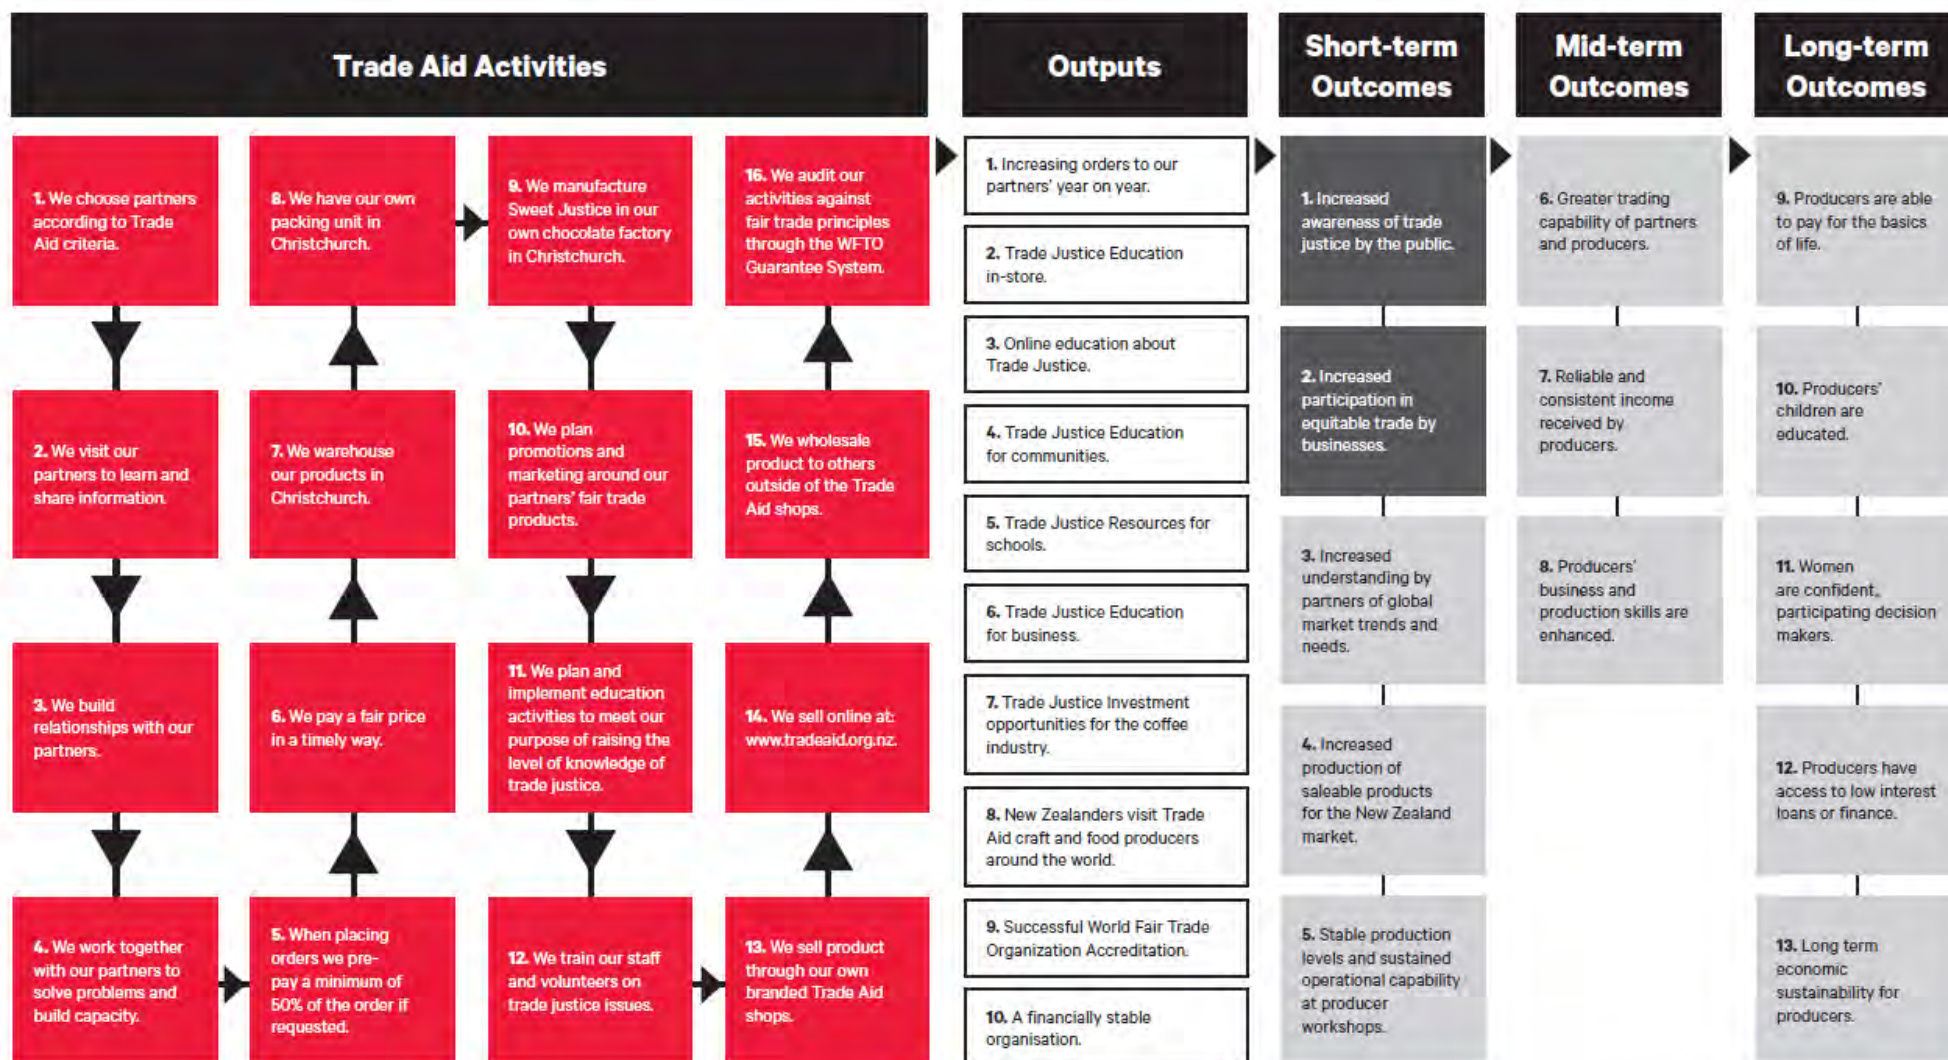 Trade Aid Activities
Outputs
Short-term
Outcomes
Mid-term
Outcomes
Long-term
Outcomes
1. We choose partners
according to Trade
Aid criteria.
2. We visit our
partners to learn and
share information.
3. We build
relationships with our
partners.
4. We work together
with our partners to
solve problems and
build capacity.
5. When placing
orders we pre-
pay a minimum of
50% of the order if
requested.
6. We pay a fair price
in a timely way.
7. We warehouse
our products in
Christchurch.
8. We have our own
packing unit in
Christchurch.
9. We manufacture
Sweet Justice in our
own chocolate factory
in Christchurch.
10. We plan
promotions and
marketing around our
partners' fair trade
products.
11. We plan and
implement education
activities to meet our
purpose of raising the
level of knowledge of
trade justice.
12. We train our staff
and volunteers on
trade justice issues.
13. We sell product
through our own
branded Trade Aid
shops.
14. We sell online at:
www.tradeaid.org.nz.
15. We wholesale
product to others
outside of the Trade
Aid shops.
16. We audit our
activities against
fair trade principles
through the WFTO
Guarantee System.
1. Increasing orders to our
partners' year on year.
2. Trade Justice Education
in-store.
3. Online education about
Trade Justice.
4. Trade Justice Education
for communities.
5. Trade Justice Resources for
schools.
6. Trade Justice Education
for business.
7. Trade Justice Investment
opportunities for the coffee
industry.
8. New Zealanders visit Trade
Aid craft and food producers
around the world.
9. Successful World Fair Trade
Organization Accreditation.
10. A financially stable
organisation.
1. Increased
awareness of trade
justice by the public.
2. Increased
participation in
equitable trade by
businesses.
3. Increased
understanding by
partners of global
market trends and
needs.
4. Increased
production of
saleable products
for the New Zealand
market.
5. Stable production
levels and sustained
operational capability
at producer
workshops.
6. Greater trading
capability of partners
and producers.
7. Reliable and
consistent income
received by
producers.
8. Producers'
business and
production skills are
enhanced.
9. Producers are able
to pay for the basics
of life.
10. Producers'
children are
educated.
11. Women
are confident,
participating decision
makers.
12. Producers have
access to low interest
loans or finance.
13. Long term
economic
sustainability for
producers.